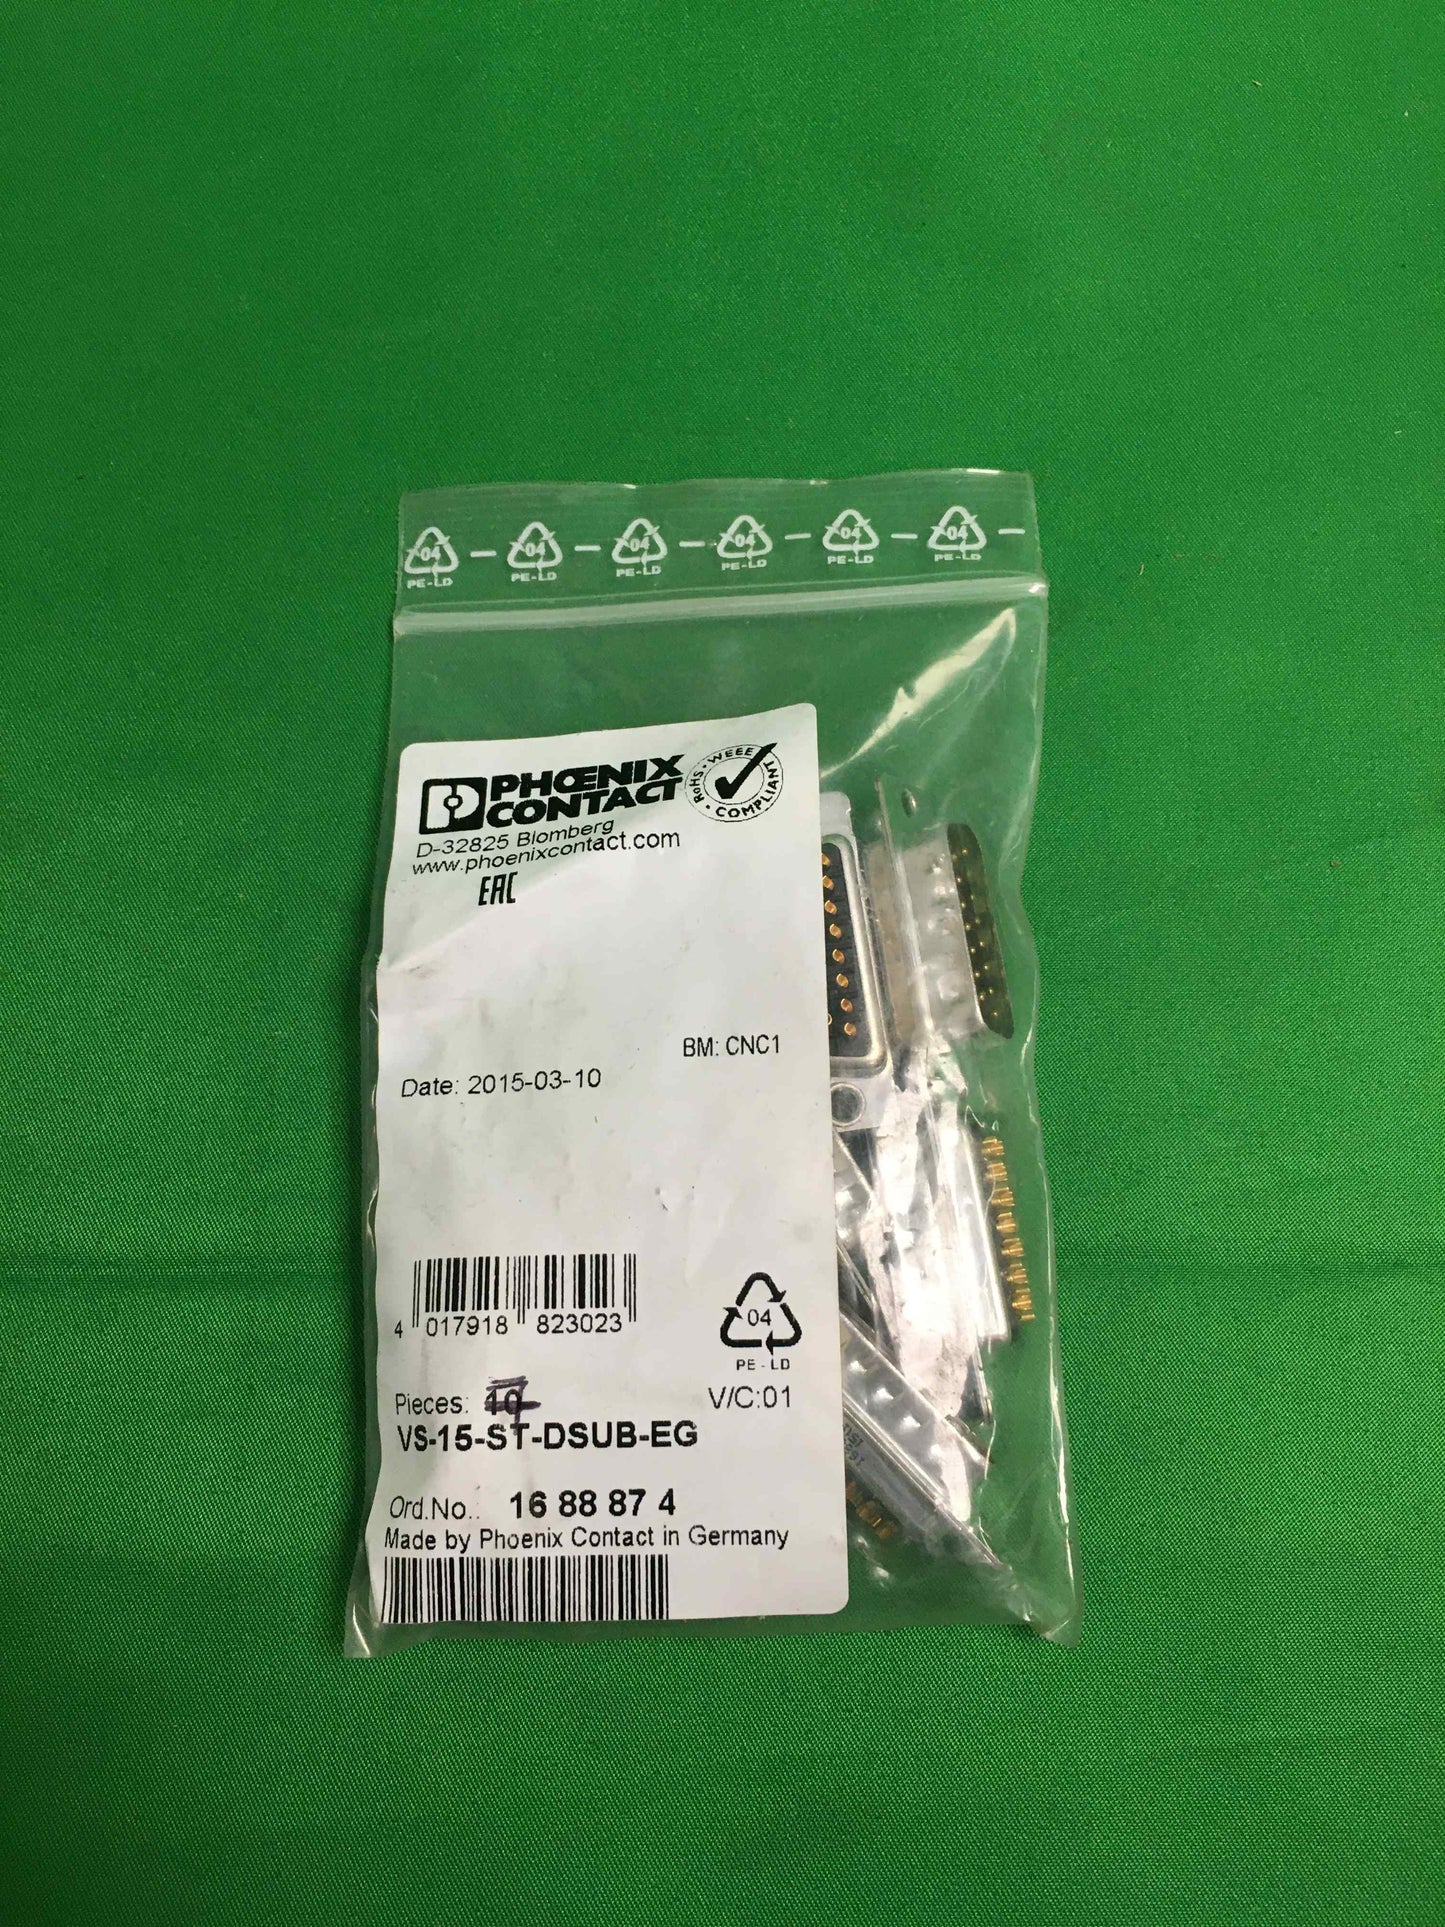 04 04 04 04 04 04
PE-LD PE-LD PE-LD PE-LD PE-LD PE-LD
PHŒNIX
CONTACT
RoHS · WEEE · COMPLIANT
D-32825 Blomberg
www.phoenixcontact.com
EAC
BM: CNC1
Date: 2015-03-10
4 017918 823023
04
PE-LD
Pieces: 10
V/C:01
VS-15-ST-DSUB-EG
Ord.No.: 16 88 87 4
Made by Phoenix Contact in Germany